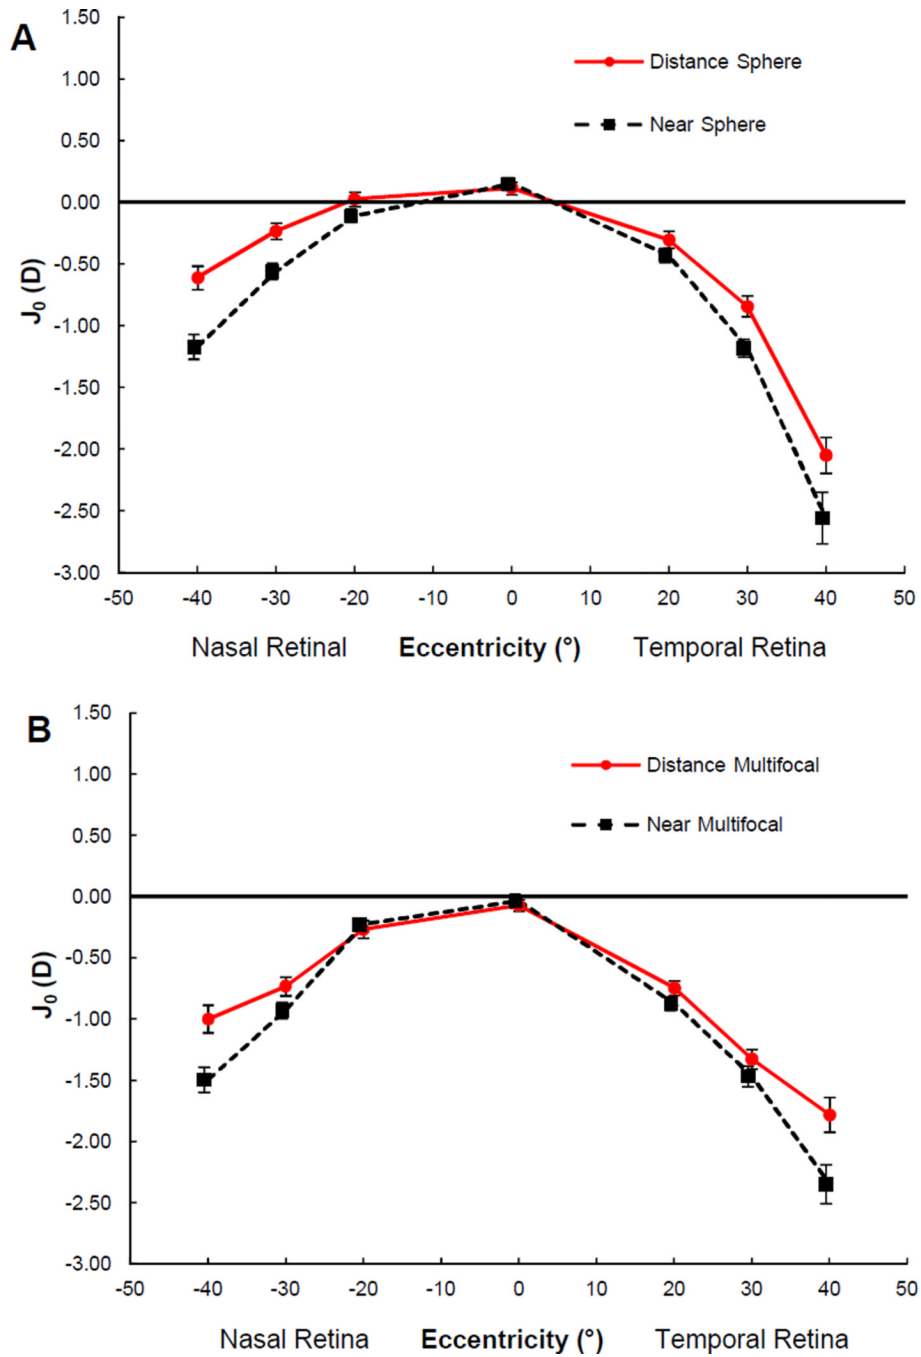 A
1.50
1.00
0.50
0.00
-0.50
-1.00
-1.50
-2.00
-2.50
-3.00
J₀ (D)
Distance Sphere
Near Sphere
-50 -40 -30 -20 -10 0 10 20 30 40 50
Nasal Retinal Eccentricity (°) Temporal Retina
B
1.50
1.00
0.50
0.00
-0.50
-1.00
-1.50
-2.00
-2.50
-3.00
J₀ (D)
Distance Multifocal
Near Multifocal
-50 -40 -30 -20 -10 0 10 20 30 40 50
Nasal Retina Eccentricity (°) Temporal Retina